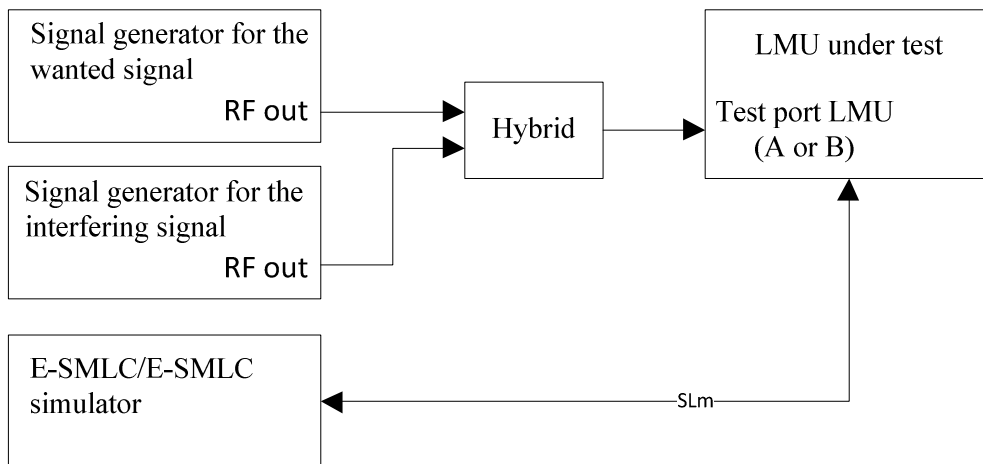 Signal generator for the
wanted signal
RF out
Signal generator for the
interfering signal
RF out
Hybrid
LMU under test
Test port LMU
(A or B)
E-SMLC/E-SMLC
simulator
SLm